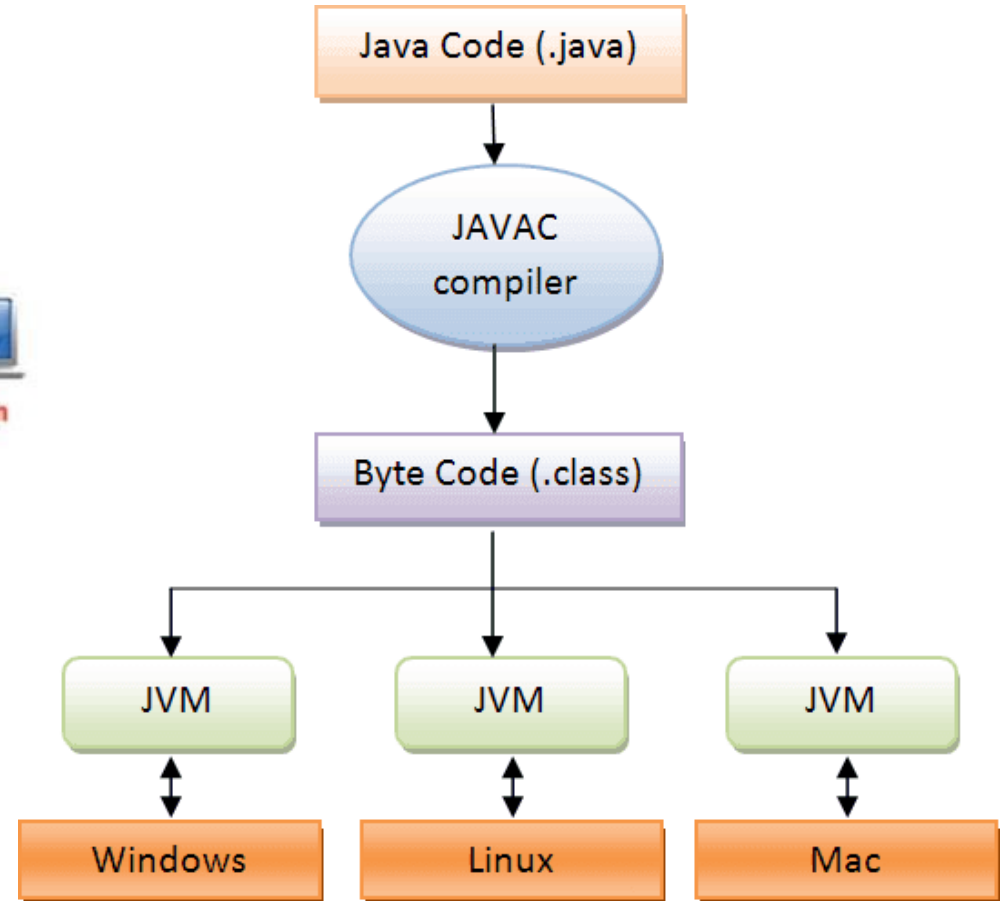 Java Code (.java)
JAVAC
compiler
Byte Code (.class)
JVM
JVM
JVM
Windows
Linux
Mac